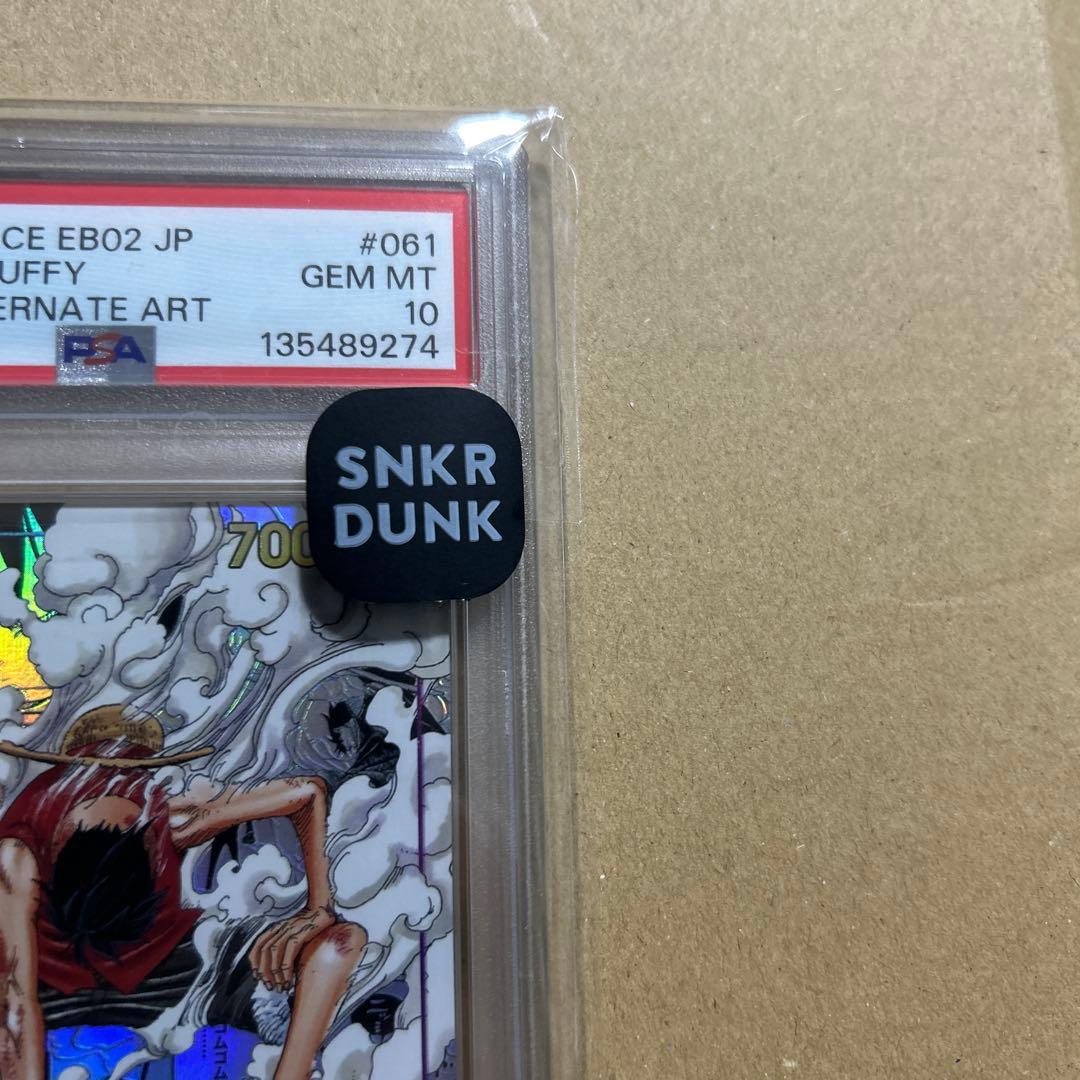 CE EB02 JP #061
UFFY GEM MT
ERNATE ART 10
PSA 135489274
SNKR
DUNK
700